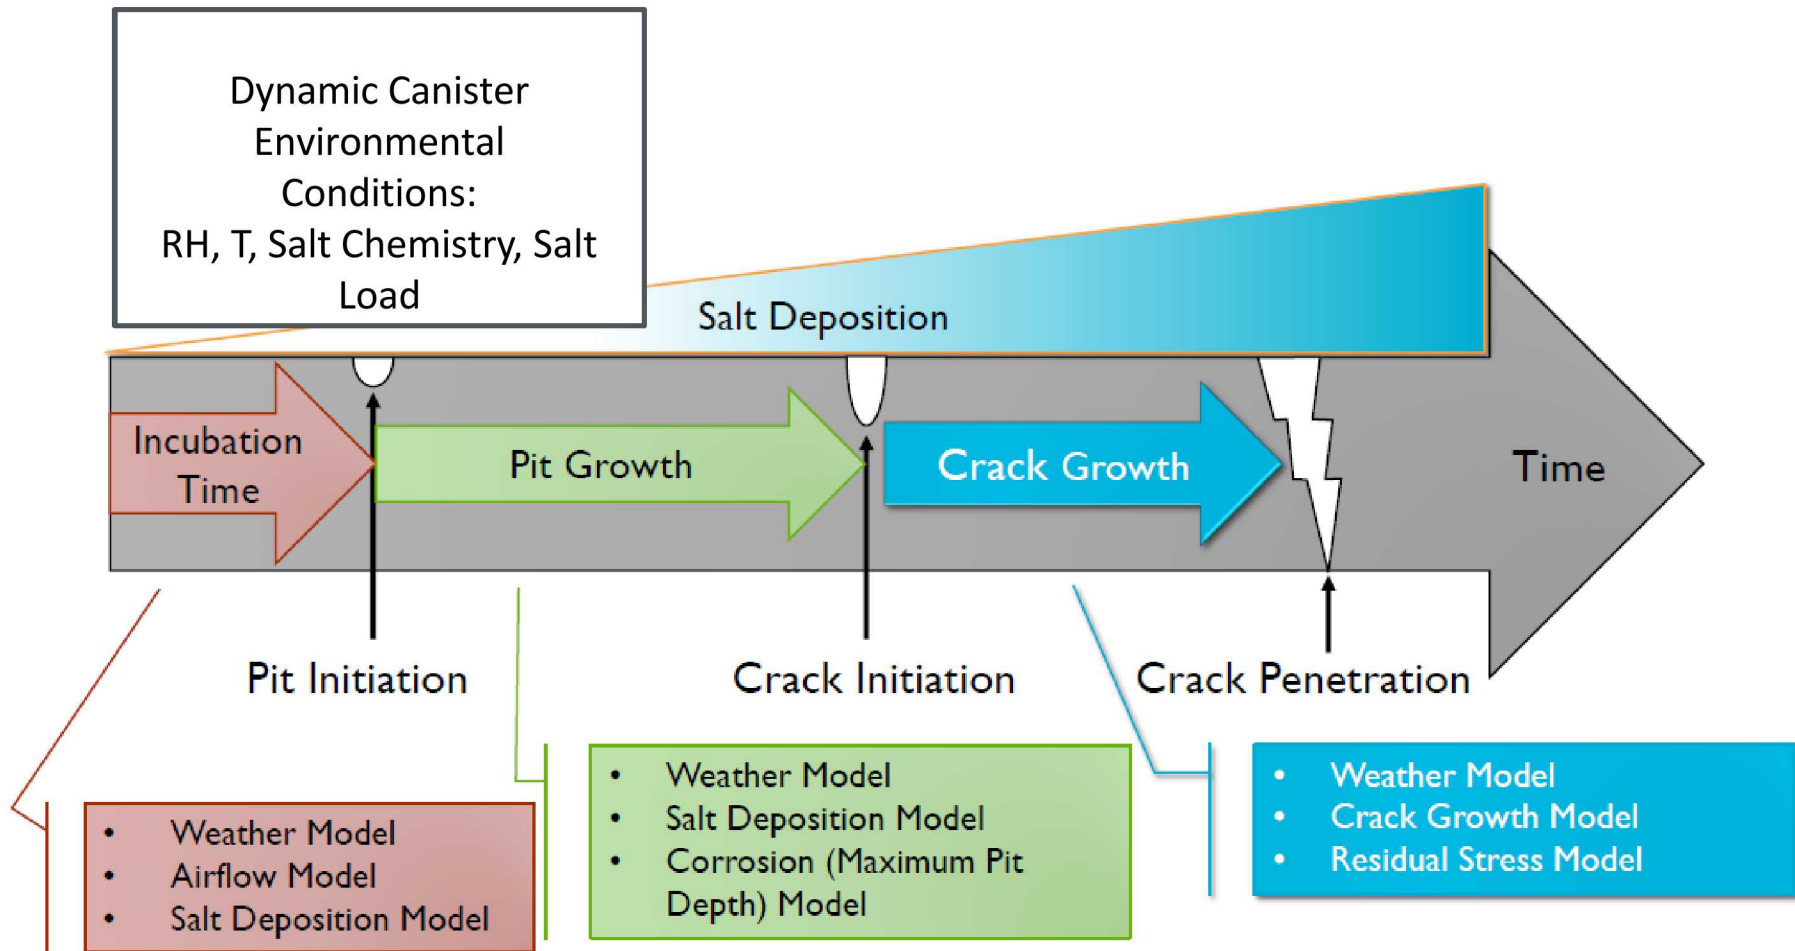 Dynamic Canister
Environmental
Conditions:
RH, T, Salt Chemistry, Salt
Load
Salt Deposition
Incubation
Time
Pit Growth
Crack Growth
Time
Pit Initiation
Crack Initiation
Crack Penetration
• Weather Model
• Airflow Model
• Salt Deposition Model
• Weather Model
• Salt Deposition Model
• Corrosion (Maximum Pit
Depth) Model
• Weather Model
• Crack Growth Model
• Residual Stress Model